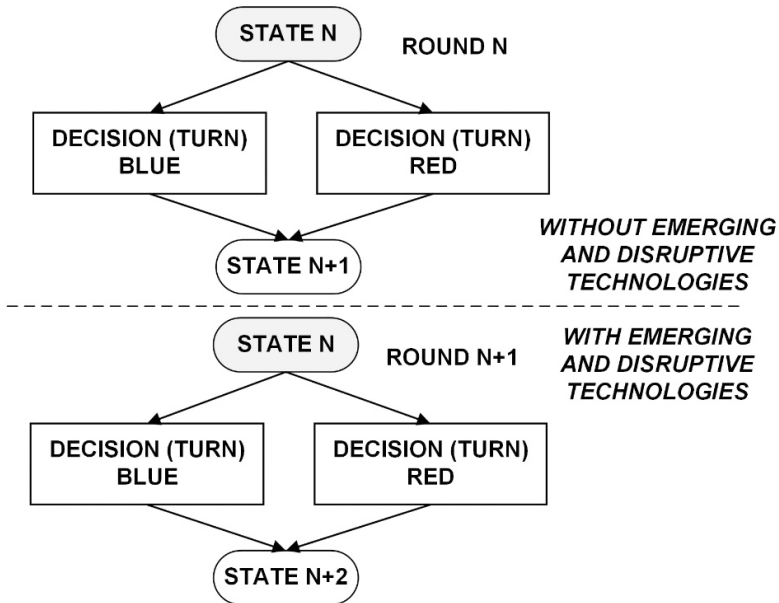 STATE N
ROUND N
DECISION (TURN)
BLUE
DECISION (TURN)
RED
STATE N+1
WITHOUT EMERGING
AND DISRUPTIVE
TECHNOLOGIES
STATE N
ROUND N+1
WITH EMERGING
AND DISRUPTIVE
TECHNOLOGIES
DECISION (TURN)
BLUE
DECISION (TURN)
RED
STATE N+2